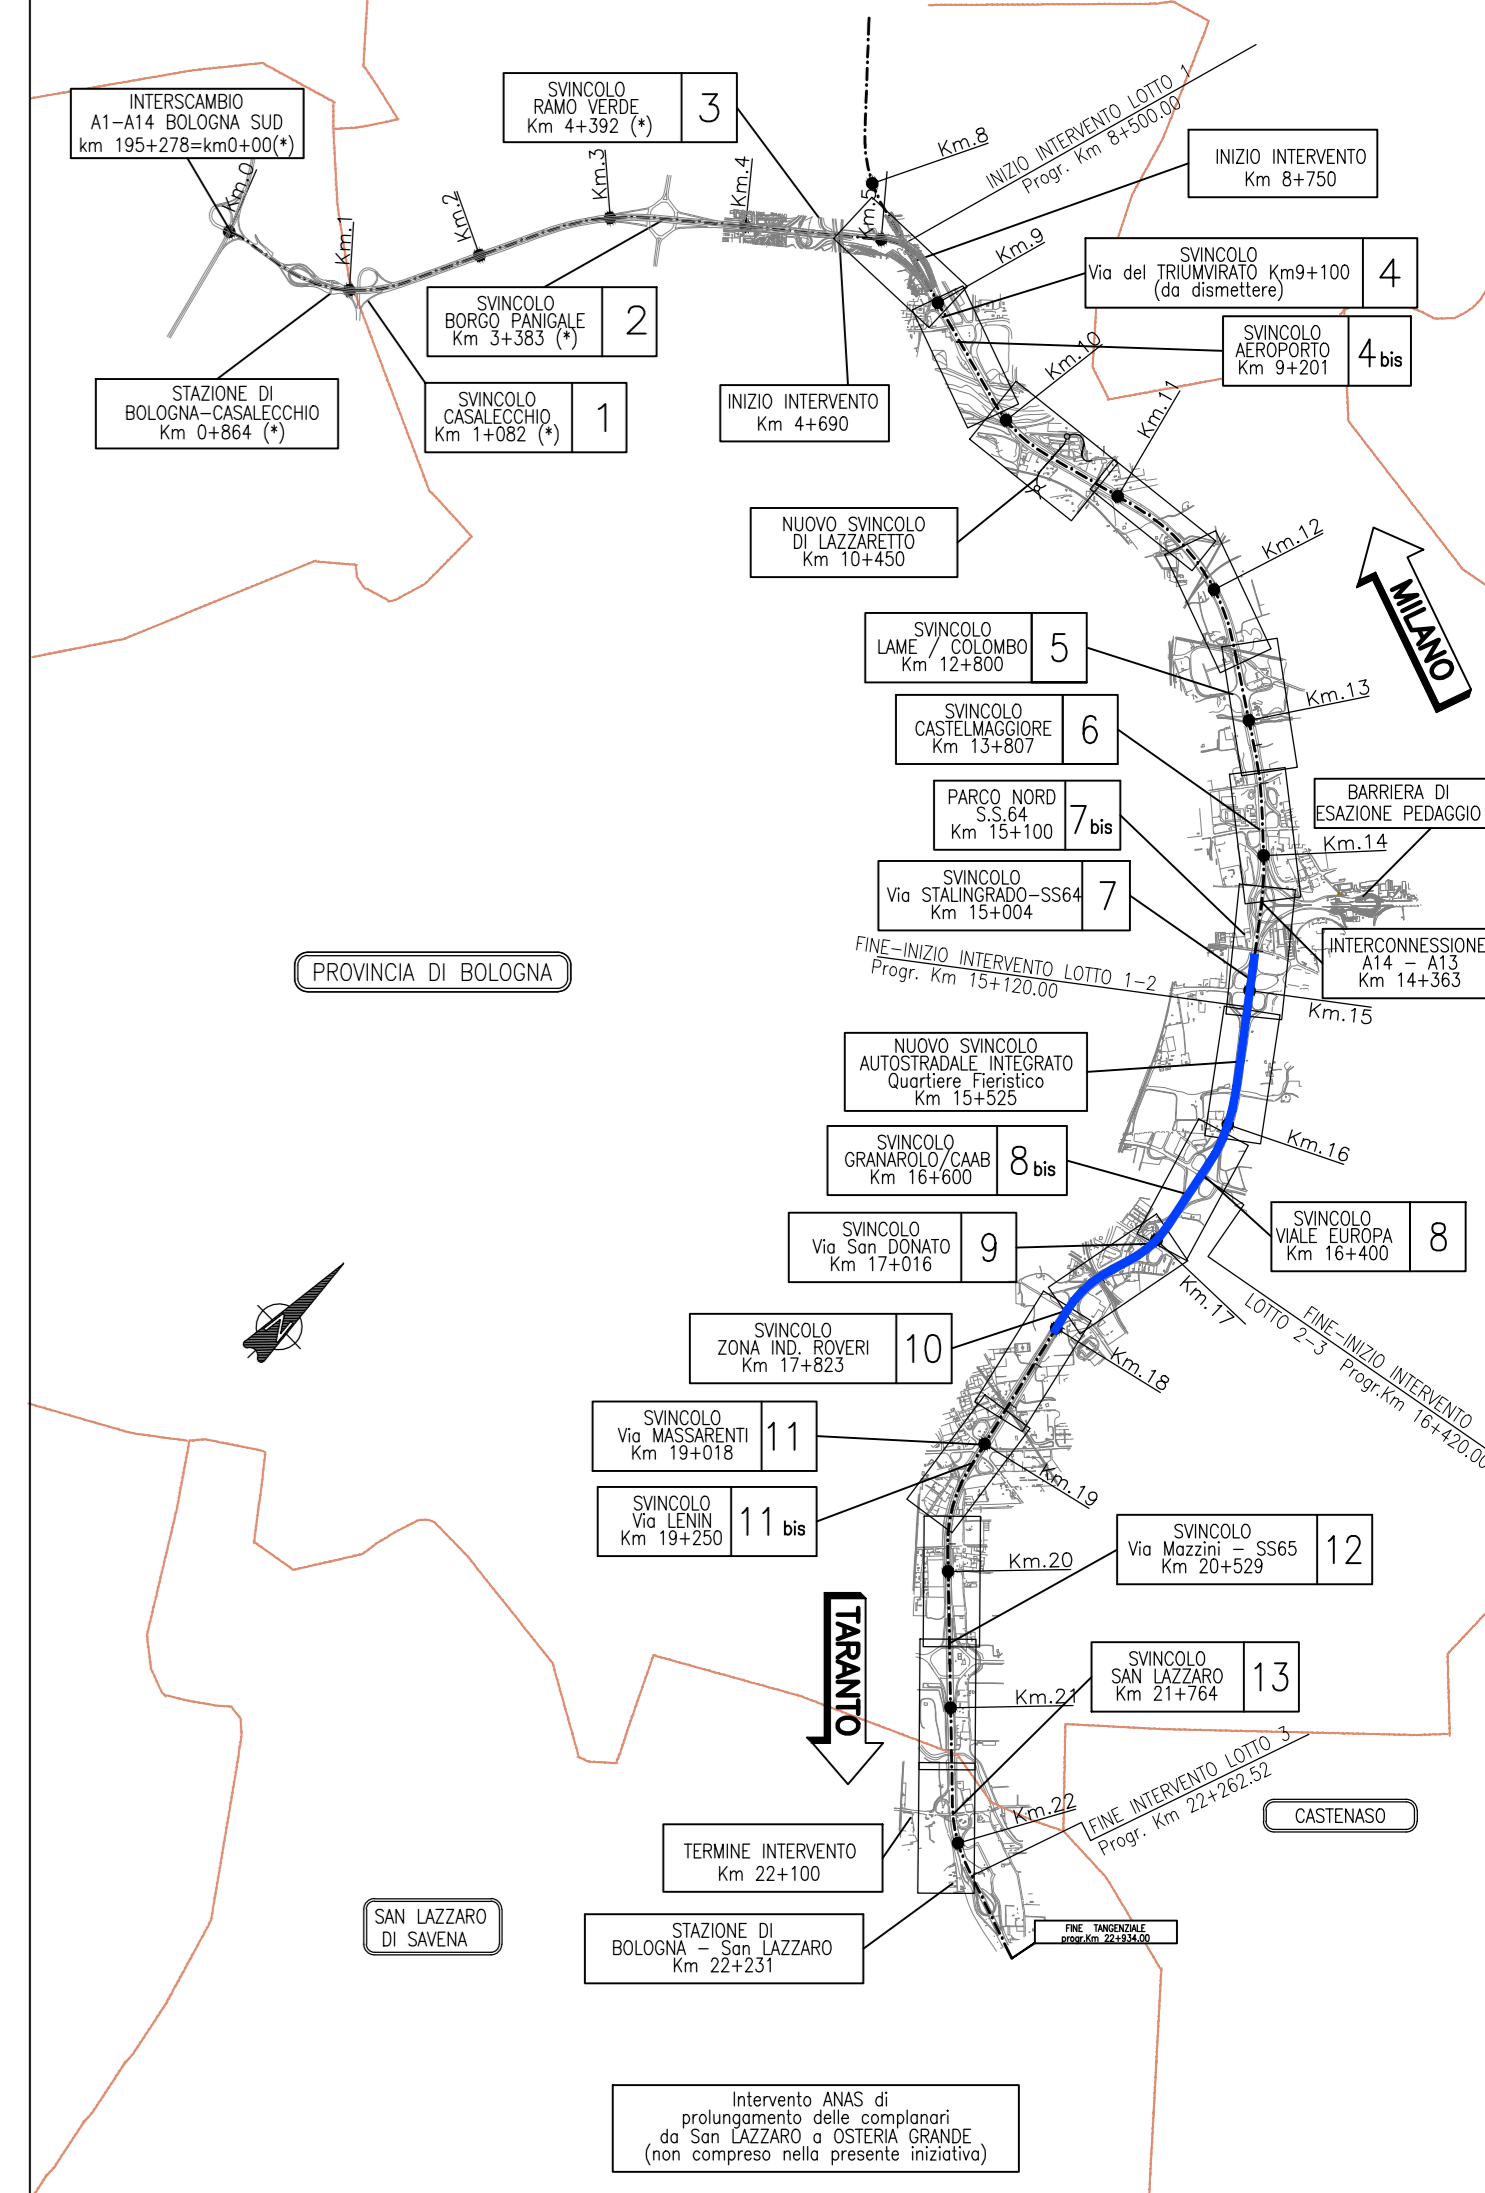 INTERSCAMBIO
A1-A14 BOLOGNA SUD
km 195+278=km0+00(*)
Km.0
Km.1
Km.2
Km.3
Km.4
Km.5
SVINCOLO
RAMO VERDE
Km 4+392 (*)
3
Km.8
INIZIO INTERVENTO LOTTO 1
Progr. Km 8+500.00
INIZIO INTERVENTO
Km 8+750
Km.9
SVINCOLO
Via del TRIUMVIRATO Km9+100
(da dismettere)
4
SVINCOLO
BORGO PANIGALE
Km 3+383 (*)
2
SVINCOLO
AEROPORTO
Km 9+201
4 bis
Km.10
STAZIONE DI
BOLOGNA-CASALECCHIO
Km 0+864 (*)
SVINCOLO
CASALECCHIO
Km 1+082 (*)
1
INIZIO INTERVENTO
Km 4+690
Km.11
NUOVO SVINCOLO
DI LAZZARETTO
Km 10+450
Km.12
MILANO
SVINCOLO
LAME / COLOMBO
Km 12+800
5
Km.13
SVINCOLO
CASTELMAGGIORE
Km 13+807
6
PARCO NORD
S.S.64
Km 15+100
7 bis
BARRIERA DI
ESAZIONE PEDAGGIO
Km.14
SVINCOLO
Via STALINGRADO-SS64
Km 15+004
7
FINE-INIZIO INTERVENTO LOTTO 1-2
Progr. Km 15+120.00
INTERCONNESSIONE
A14 - A13
Km 14+363
PROVINCIA DI BOLOGNA
Km.15
NUOVO SVINCOLO
AUTOSTRADALE INTEGRATO
Quartiere Fieristico
Km 15+525
Km.16
SVINCOLO
GRANAROLO/CAAB
Km 16+600
8 bis
SVINCOLO
VIALE EUROPA
Km 16+400
8
SVINCOLO
Via San DONATO
Km 17+016
9
Km.17
FINE-INIZIO INTERVENTO
LOTTO 2-3 Progr.Km 16+420.00
N
SVINCOLO
ZONA IND. ROVERI
Km 17+823
10
Km.18
SVINCOLO
Via MASSARENTI
Km 19+018
11
Km.19
SVINCOLO
Via LENIN
Km 19+250
11 bis
Km.20
SVINCOLO
Via Mazzini - SS65
Km 20+529
12
TARANTO
SVINCOLO
SAN LAZZARO
Km 21+764
13
Km.21
FINE INTERVENTO LOTTO 3
Progr. Km 22+262.52
Km.22
CASTENASO
TERMINE INTERVENTO
Km 22+100
SAN LAZZARO
DI SAVENA
STAZIONE DI
BOLOGNA - San LAZZARO
Km 22+231
FINE TANGENZIALE
progr.Km 22+934.00
Intervento ANAS di
prolungamento delle complanari
da San LAZZARO a OSTERIA GRANDE
(non compreso nella presente iniziativa)